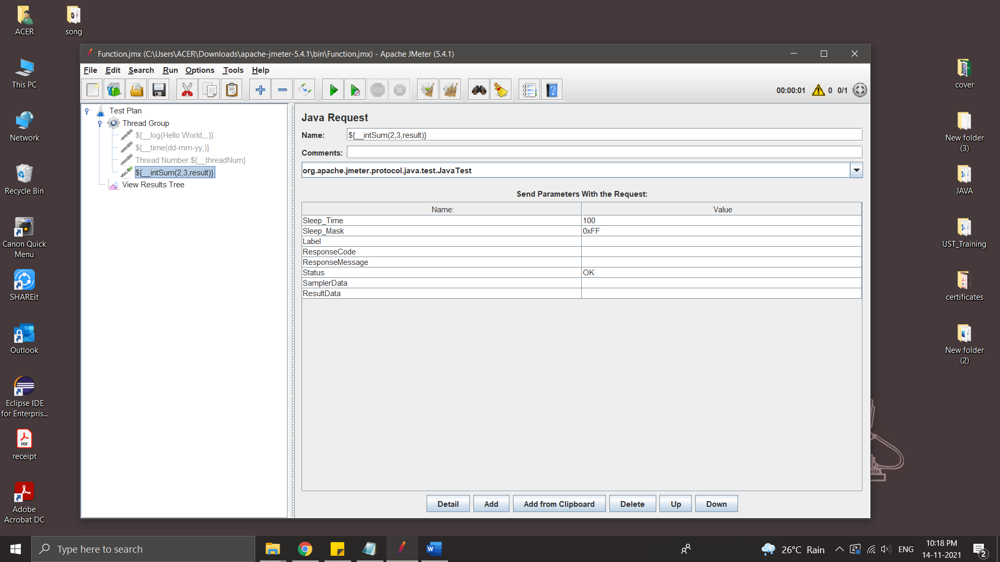 ACER
song
This PC
Network
Recycle Bin
Canon Quick
Menu
SHAREit
Outlook
Eclipse IDE
for Enterpris...
PDF
receipt
Adobe
Acrobat DC
Function.jmx (C:\Users\ACER\Downloads\apache-jmeter-5.4.1\bin\Function.jmx) - Apache JMeter (5.4.1)
File Edit Search Run Options Tools Help
STOP
00:00:01 0 0/1
Test Plan
Thread Group
${__log(Hello World,,,)}
${__time(dd-mm-yy,)}
Thread Number ${__threadNum}
${__intSum(2,3,result)}
View Results Tree
Java Request
Name: ${__intSum(2,3,result)}
Comments:
org.apache.jmeter.protocol.java.test.JavaTest
Send Parameters With the Request:
Name: Value
Sleep_Time 100
Sleep_Mask 0xFF
Label
ResponseCode
ResponseMessage
Status OK
SamplerData
ResultData
Detail Add Add from Clipboard Delete Up Down
cover
New folder
(3)
JAVA
UST_Training
certificates
New folder
(2)
Type here to search
26°C Rain
ENG
10:18 PM
14-11-2021
2